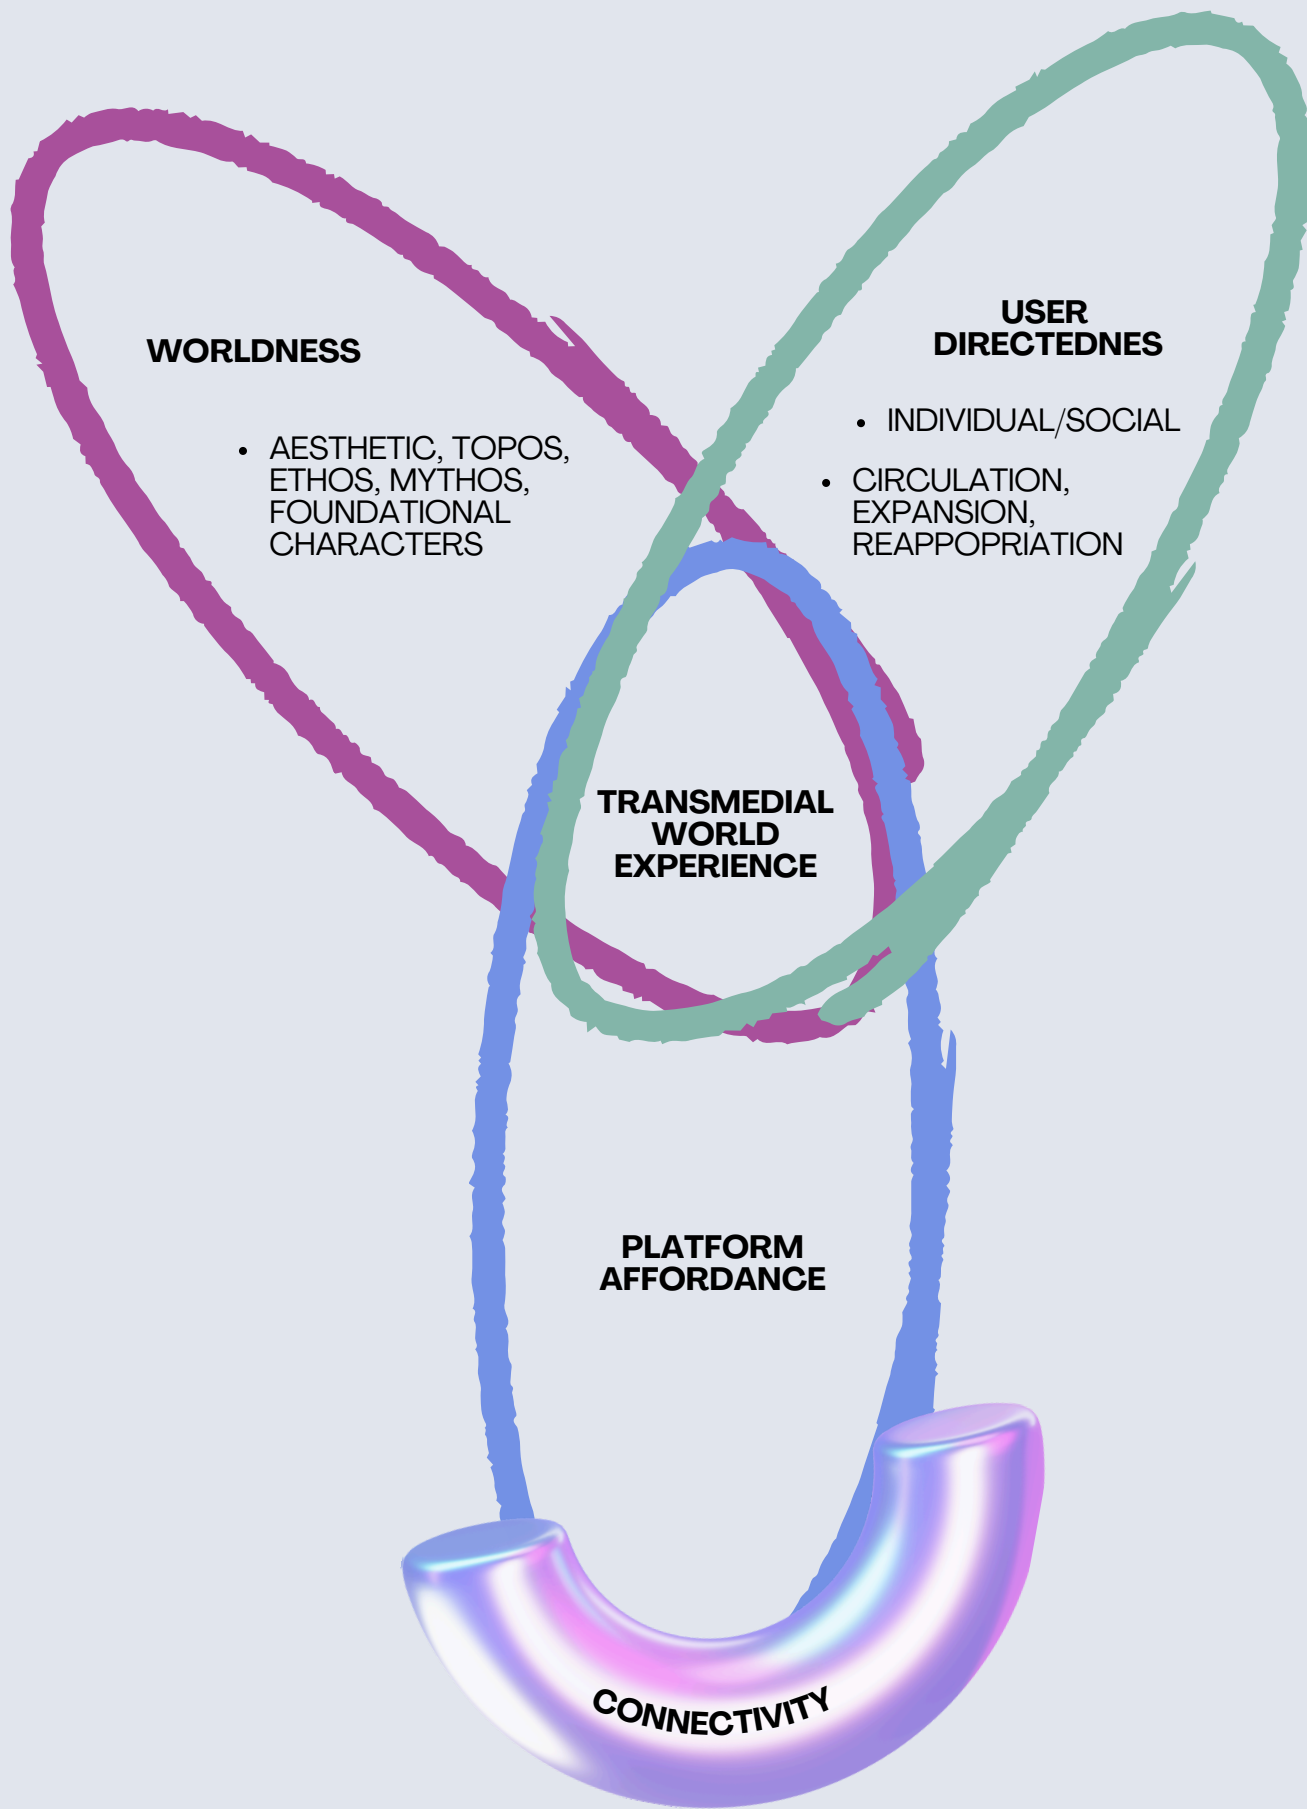 WORLDNESS
• AESTHETIC, TOPOS,
ETHOS, MYTHOS,
FOUNDATIONAL
CHARACTERS
USER
DIRECTEDNES
• INDIVIDUAL/SOCIAL
• CIRCULATION,
EXPANSION,
REAPPOPRIATION
TRANSMEDIAL
WORLD
EXPERIENCE
PLATFORM
AFFORDANCE
CONNECTIVITY